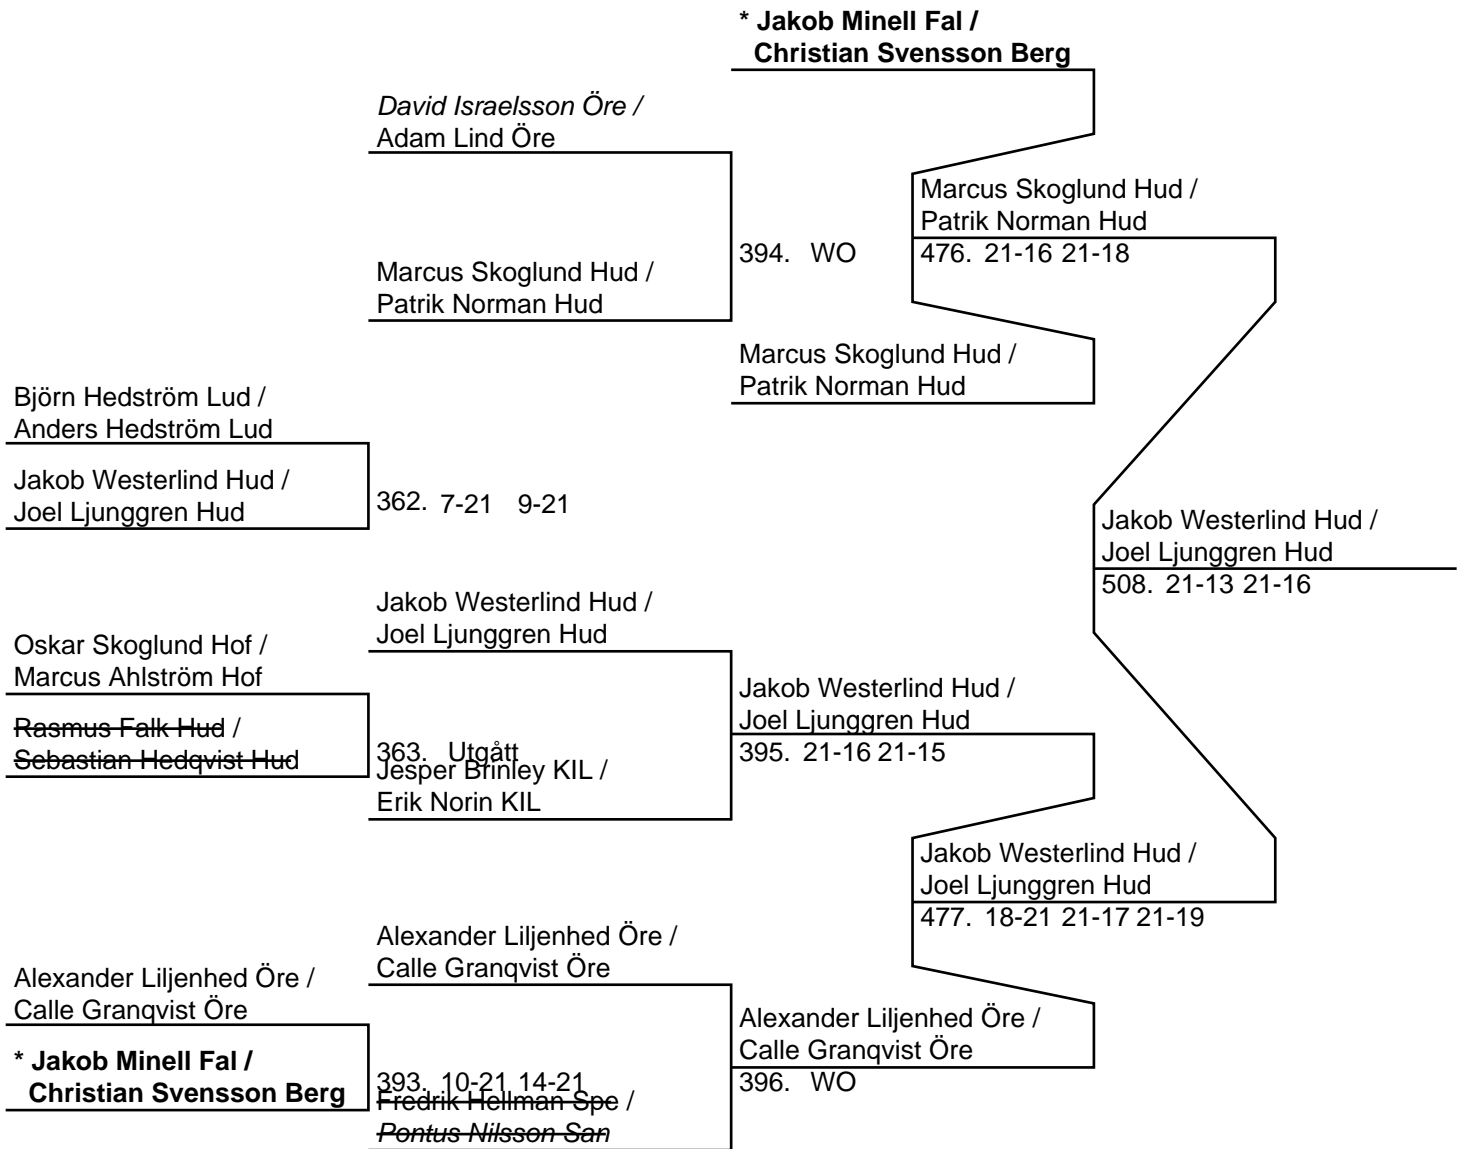 * Jakob Minell Fal /
Christian Svensson Berg
David Israelsson Öre /
Adam Lind Öre
Marcus Skoglund Hud /
Patrik Norman Hud
394. WO
476. 21-16 21-18
Marcus Skoglund Hud /
Patrik Norman Hud
Marcus Skoglund Hud /
Patrik Norman Hud
Björn Hedström Lud /
Anders Hedström Lud
Jakob Westerlind Hud /
Joel Ljunggren Hud
362. 7-21 9-21
Jakob Westerlind Hud /
Joel Ljunggren Hud
508. 21-13 21-16
Jakob Westerlind Hud /
Joel Ljunggren Hud
Oskar Skoglund Hof /
Marcus Ahlström Hof
Jakob Westerlind Hud /
Joel Ljunggren Hud
395. 21-16 21-15
Rasmus Falk Hud /
Sebastian Hedqvist Hud
363. Utgått
Jesper Brinley KIL /
Erik Norin KIL
Jakob Westerlind Hud /
Joel Ljunggren Hud
477. 18-21 21-17 21-19
Alexander Liljenhed Öre /
Calle Granqvist Öre
Alexander Liljenhed Öre /
Calle Granqvist Öre
Alexander Liljenhed Öre /
Calle Granqvist Öre
396. WO
* Jakob Minell Fal /
Christian Svensson Berg
393. 10-21 14-21
Fredrik Hellman Spe /
Pontus Nilsson San